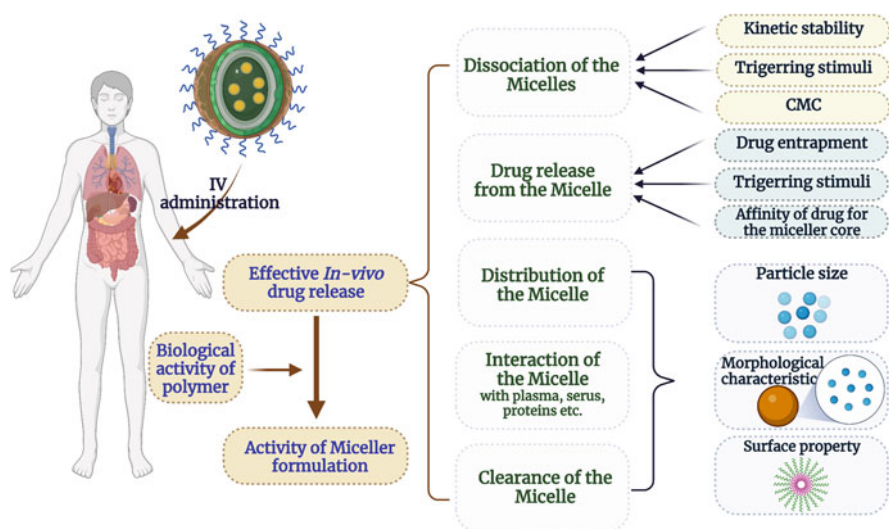 IV
administration
Effective In-vivo
drug release
Biological
activity of
polymer
Activity of Miceller
formulation
Dissociation of the
Micelles
Drug release
from the Micelle
Distribution of
the Micelle
Interaction of
the Micelle
with plasma, serus,
proteins etc.
Clearance of the
Micelle
Kinetic stability
Trigerring stimuli
CMC
Drug entrapment
Trigerring stimuli
Affinity of drug for
the miceller core
Particle size
Morphological
characteristic
Surface property